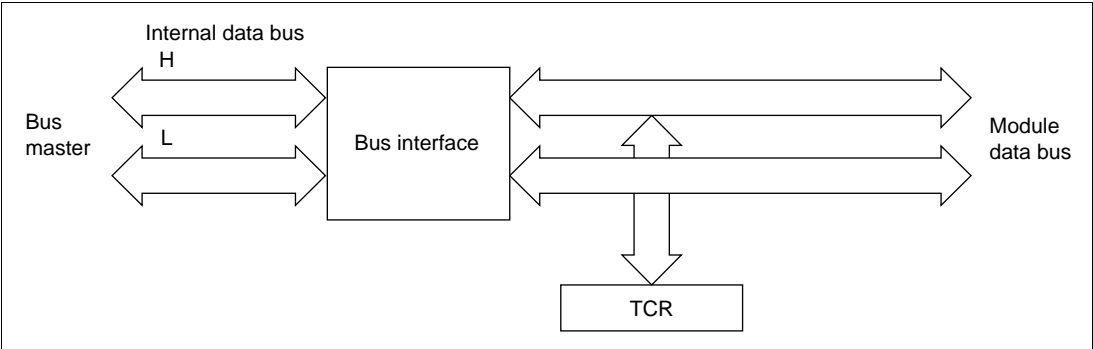 Internal data bus
H
Bus
master
L
Bus interface
Module
data bus
TCR